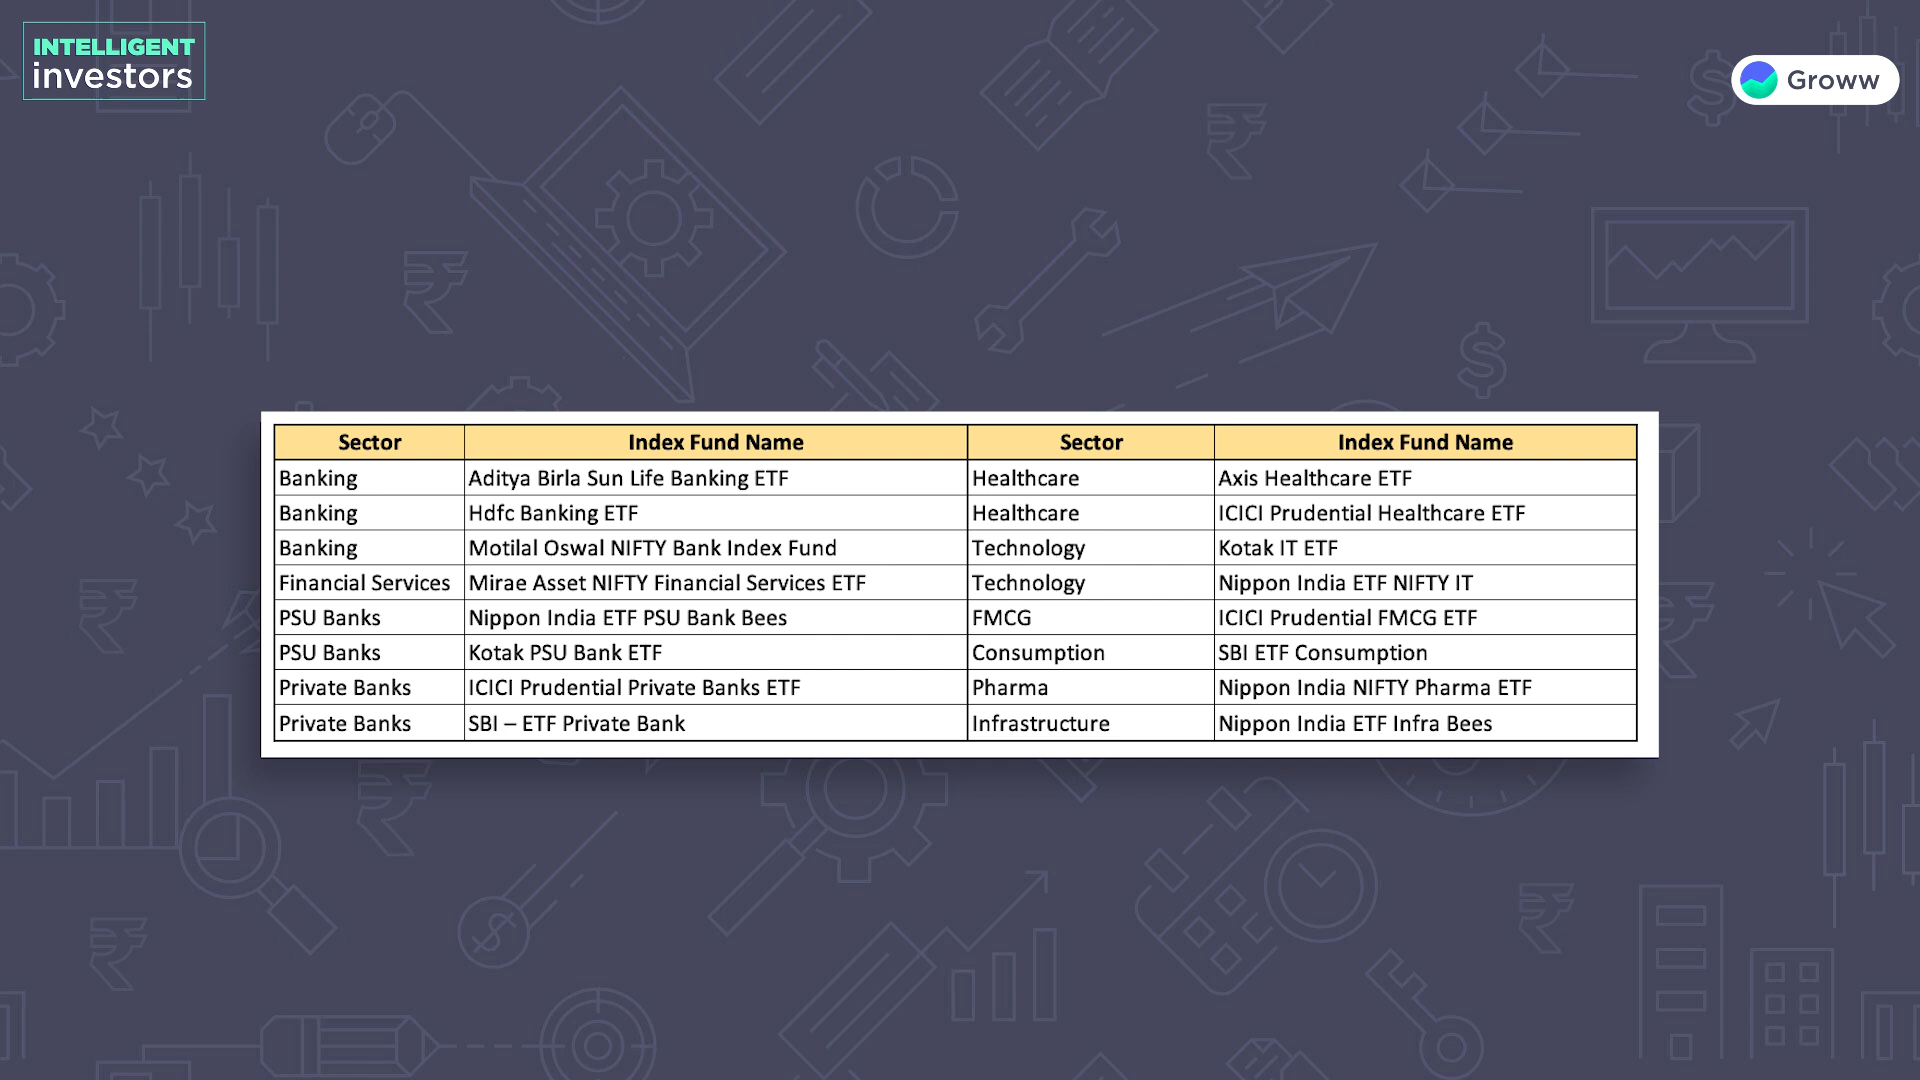 INTELLIGENT
investors
Groww
Sector Index Fund Name Sector Index Fund Name
Banking Aditya Birla Sun Life Banking ETF Healthcare Axis Healthcare ETF
Banking Hdfc Banking ETF Healthcare ICICI Prudential Healthcare ETF
Banking Motilal Oswal NIFTY Bank Index Fund Technology Kotak IT ETF
Financial Services Mirae Asset NIFTY Financial Services ETF Technology Nippon India ETF NIFTY IT
PSU Banks Nippon India ETF PSU Bank Bees FMCG ICICI Prudential FMCG ETF
PSU Banks Kotak PSU Bank ETF Consumption SBI ETF Consumption
Private Banks ICICI Prudential Private Banks ETF Pharma Nippon India NIFTY Pharma ETF
Private Banks SBI – ETF Private Bank Infrastructure Nippon India ETF Infra Bees